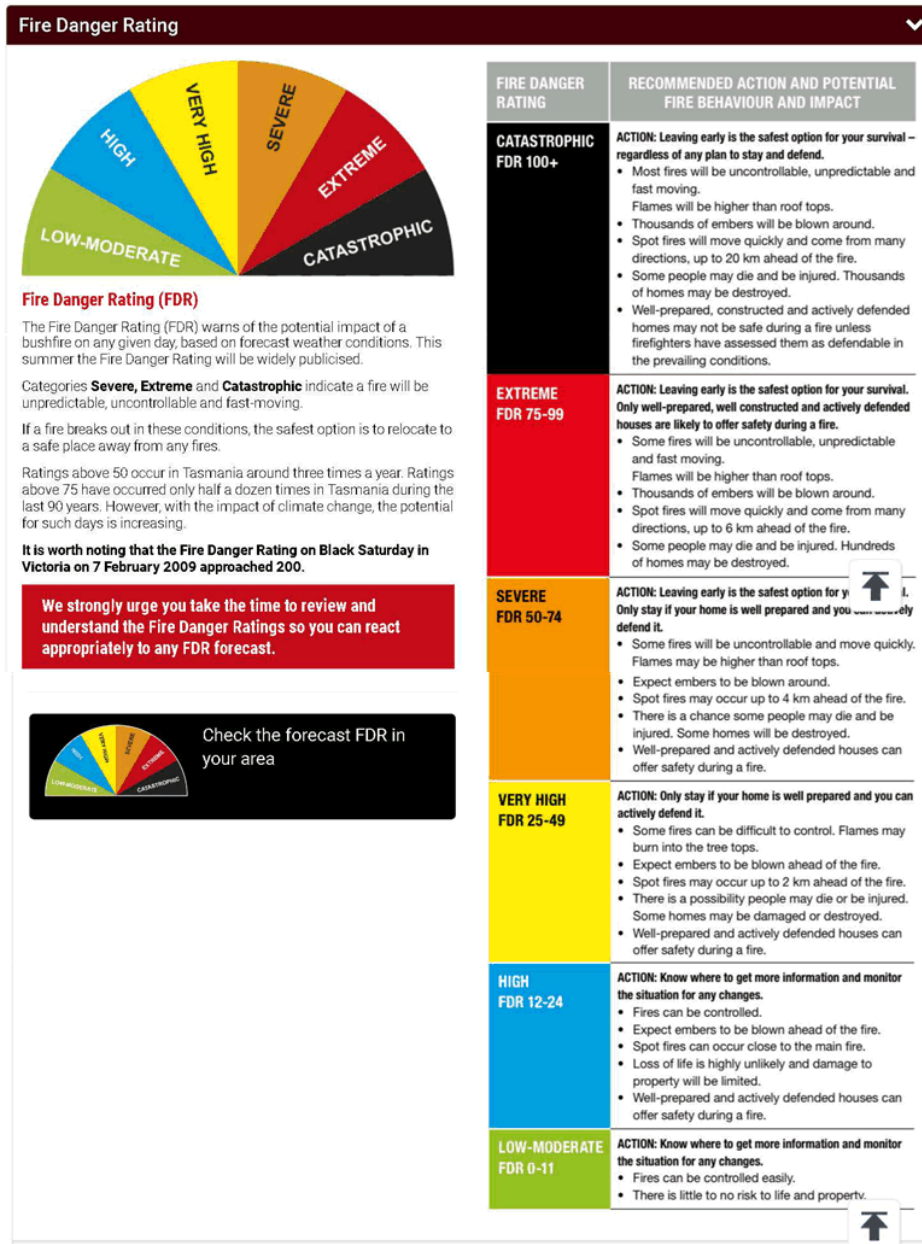 Fire Danger Rating
LOW-MODERATE
HIGH
VERY HIGH
SEVERE
EXTREME
CATASTROPHIC
Fire Danger Rating (FDR)
The Fire Danger Rating (FDR) warns of the potential impact of a
bushfire on any given day, based on forecast weather conditions. This
summer the Fire Danger Rating will be widely publicised.
Categories Severe, Extreme and Catastrophic indicate a fire will be
unpredictable, uncontrollable and fast-moving.
If a fire breaks out in these conditions, the safest option is to relocate to
a safe place away from any fires.
Ratings above 50 occur in Tasmania around three times a year. Ratings
above 75 have occurred only half a dozen times in Tasmania during the
last 90 years. However, with the impact of climate change, the potential
for such days is increasing.
It is worth noting that the Fire Danger Rating on Black Saturday in
Victoria on 7 February 2009 approached 200.
We strongly urge you take the time to review and
understand the Fire Danger Ratings so you can react
appropriately to any FDR forecast.
LOW-MODERATE
HIGH
VERY HIGH
SEVERE
EXTREME
CATASTROPHIC
Check the forecast FDR in
your area
FIRE DANGER
RATING
RECOMMENDED ACTION AND POTENTIAL
FIRE BEHAVIOUR AND IMPACT
CATASTROPHIC
FDR 100+
ACTION: Leaving early is the safest option for your survival –
regardless of any plan to stay and defend.
• Most fires will be uncontrollable, unpredictable and
fast moving.
Flames will be higher than roof tops.
• Thousands of embers will be blown around.
• Spot fires will move quickly and come from many
directions, up to 20 km ahead of the fire.
• Some people may die and be injured. Thousands
of homes may be destroyed.
• Well-prepared, constructed and actively defended
homes may not be safe during a fire unless
firefighters have assessed them as defendable in
the prevailing conditions.
EXTREME
FDR 75-99
ACTION: Leaving early is the safest option for your survival.
Only well-prepared, well constructed and actively defended
houses are likely to offer safety during a fire.
• Some fires will be uncontrollable, unpredictable
and fast moving.
Flames will be higher than roof tops.
• Thousands of embers will be blown around.
• Spot fires will move quickly and come from many
directions, up to 6 km ahead of the fire.
• Some people may die and be injured. Hundreds
of homes may be destroyed.
SEVERE
FDR 50-74
ACTION: Leaving early is the safest option for
Only stay if your home is well prepared and you can actively
defend it.
• Some fires will be uncontrollable and move quickly.
Flames may be higher than roof tops.
• Expect embers to be blown around.
• Spot fires may occur up to 4 km ahead of the fire.
• There is a chance some people may die and be
injured. Some homes will be destroyed.
• Well-prepared and actively defended houses can
offer safety during a fire.
VERY HIGH
FDR 25-49
ACTION: Only stay if your home is well prepared and you can
actively defend it.
• Some fires can be difficult to control. Flames may
burn into the tree tops.
• Expect embers to be blown ahead of the fire.
• Spot fires may occur up to 2 km ahead of the fire.
• There is a possibility people may die or be injured.
Some homes may be damaged or destroyed.
• Well-prepared and actively defended houses can
offer safety during a fire.
HIGH
FDR 12-24
ACTION: Know where to get more information and monitor
the situation for any changes.
• Fires can be controlled.
• Expect embers to be blown ahead of the fire.
• Spot fires can occur close to the main fire.
• Loss of life is highly unlikely and damage to
property will be limited.
• Well-prepared and actively defended houses can
offer safety during a fire.
LOW-MODERATE
FDR 0-11
ACTION: Know where to get more information and monitor
the situation for any changes.
• Fires can be controlled easily.
• There is little to no risk to life and property.